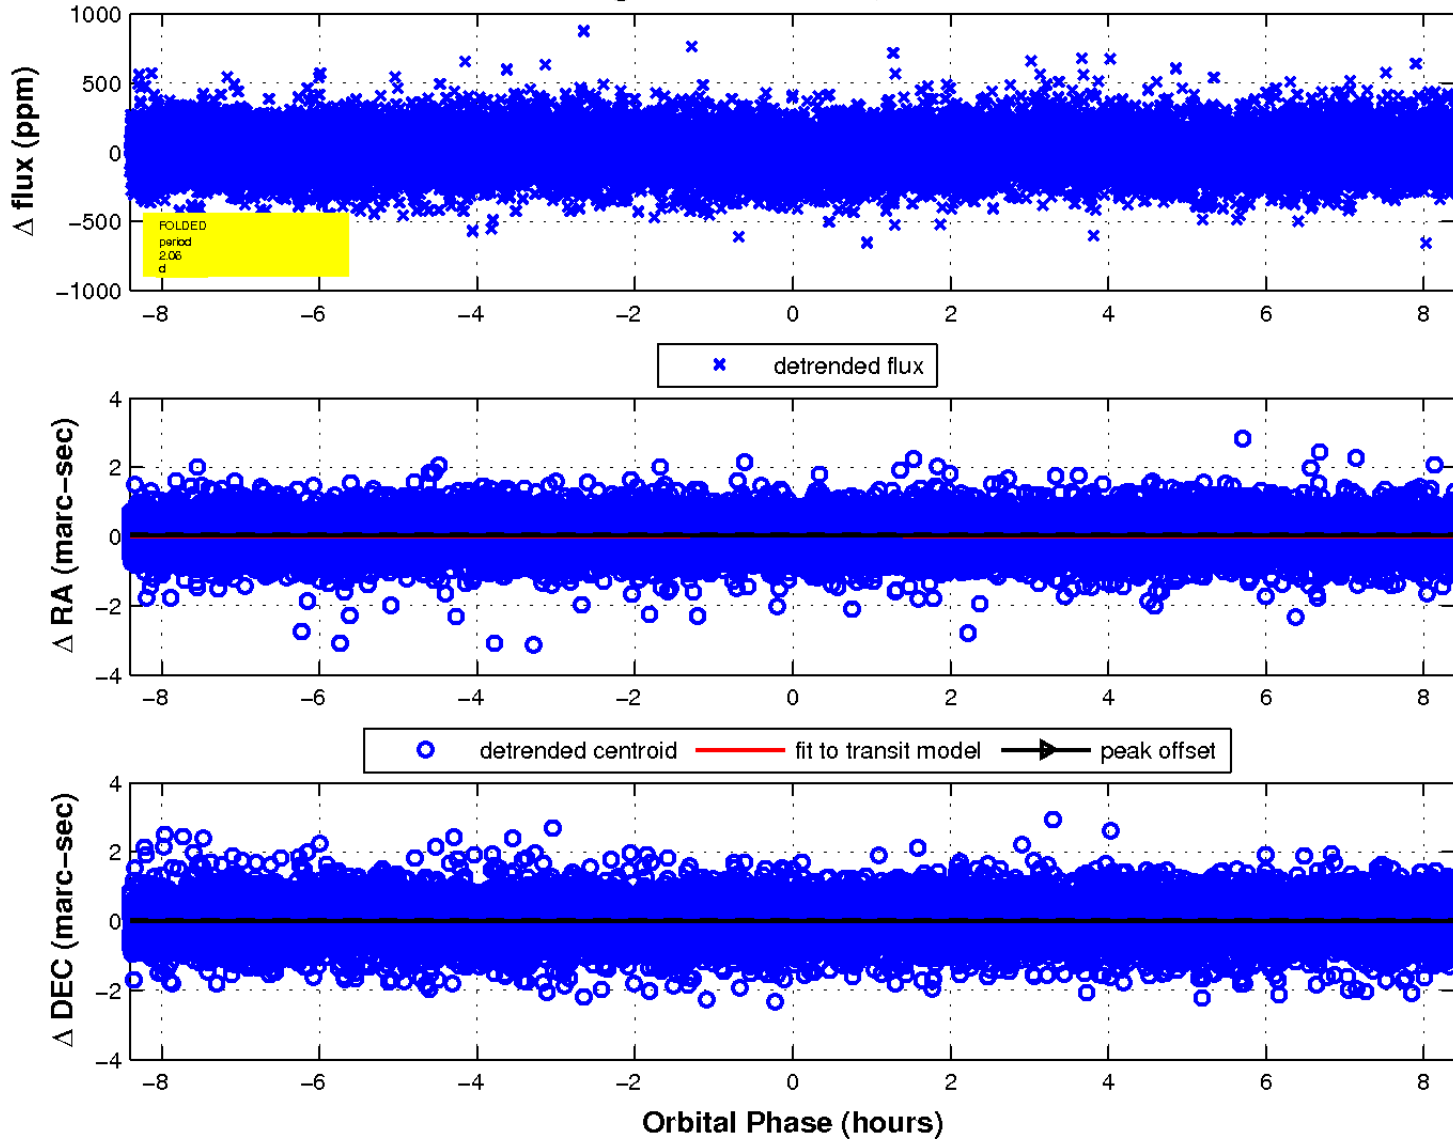 1000
500
0
−500
−1000
Δ flux (ppm)
FOLDED
period
2.06
d
−8 −6 −4 −2 0 2 4 6 8
detrended flux
4
2
0
−2
−4
Δ RA (marc−sec)
−8 −6 −4 −2 0 2 4 6 8
detrended centroid fit to transit model peak offset
4
2
0
−2
−4
Δ DEC (marc−sec)
−8 −6 −4 −2 0 2 4 6 8
Orbital Phase (hours)